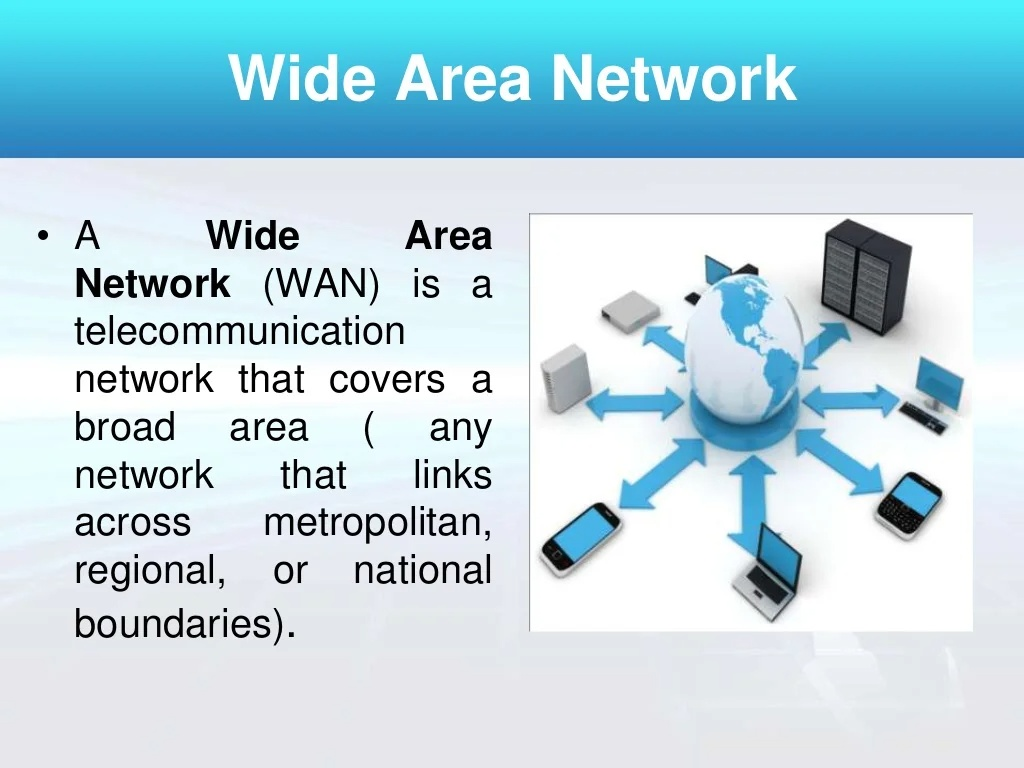 Wide Area Network
• A Wide Area
Network (WAN) is a
telecommunication
network that covers a
broad area ( any
network that links
across metropolitan,
regional, or national
boundaries).